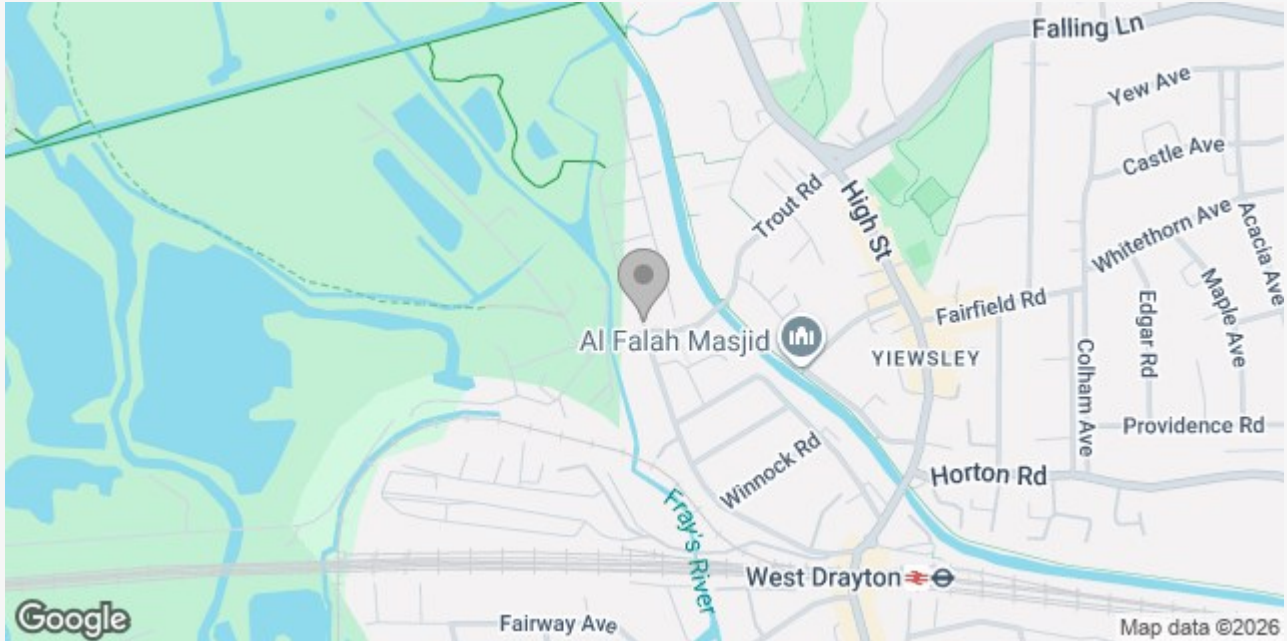 Falling Ln
Yew Ave
Castle Ave
Trout Rd
High St
Whitethorn Ave
Acacia Ave
Maple Ave
Edgar Rd
Fairfield Rd
Al Falah Masjid
YIEWSLEY
Colham Ave
Providence Rd
Winnock Rd
Horton Rd
Fray's River
West Drayton
Fairway Ave
Google
Map data ©2026